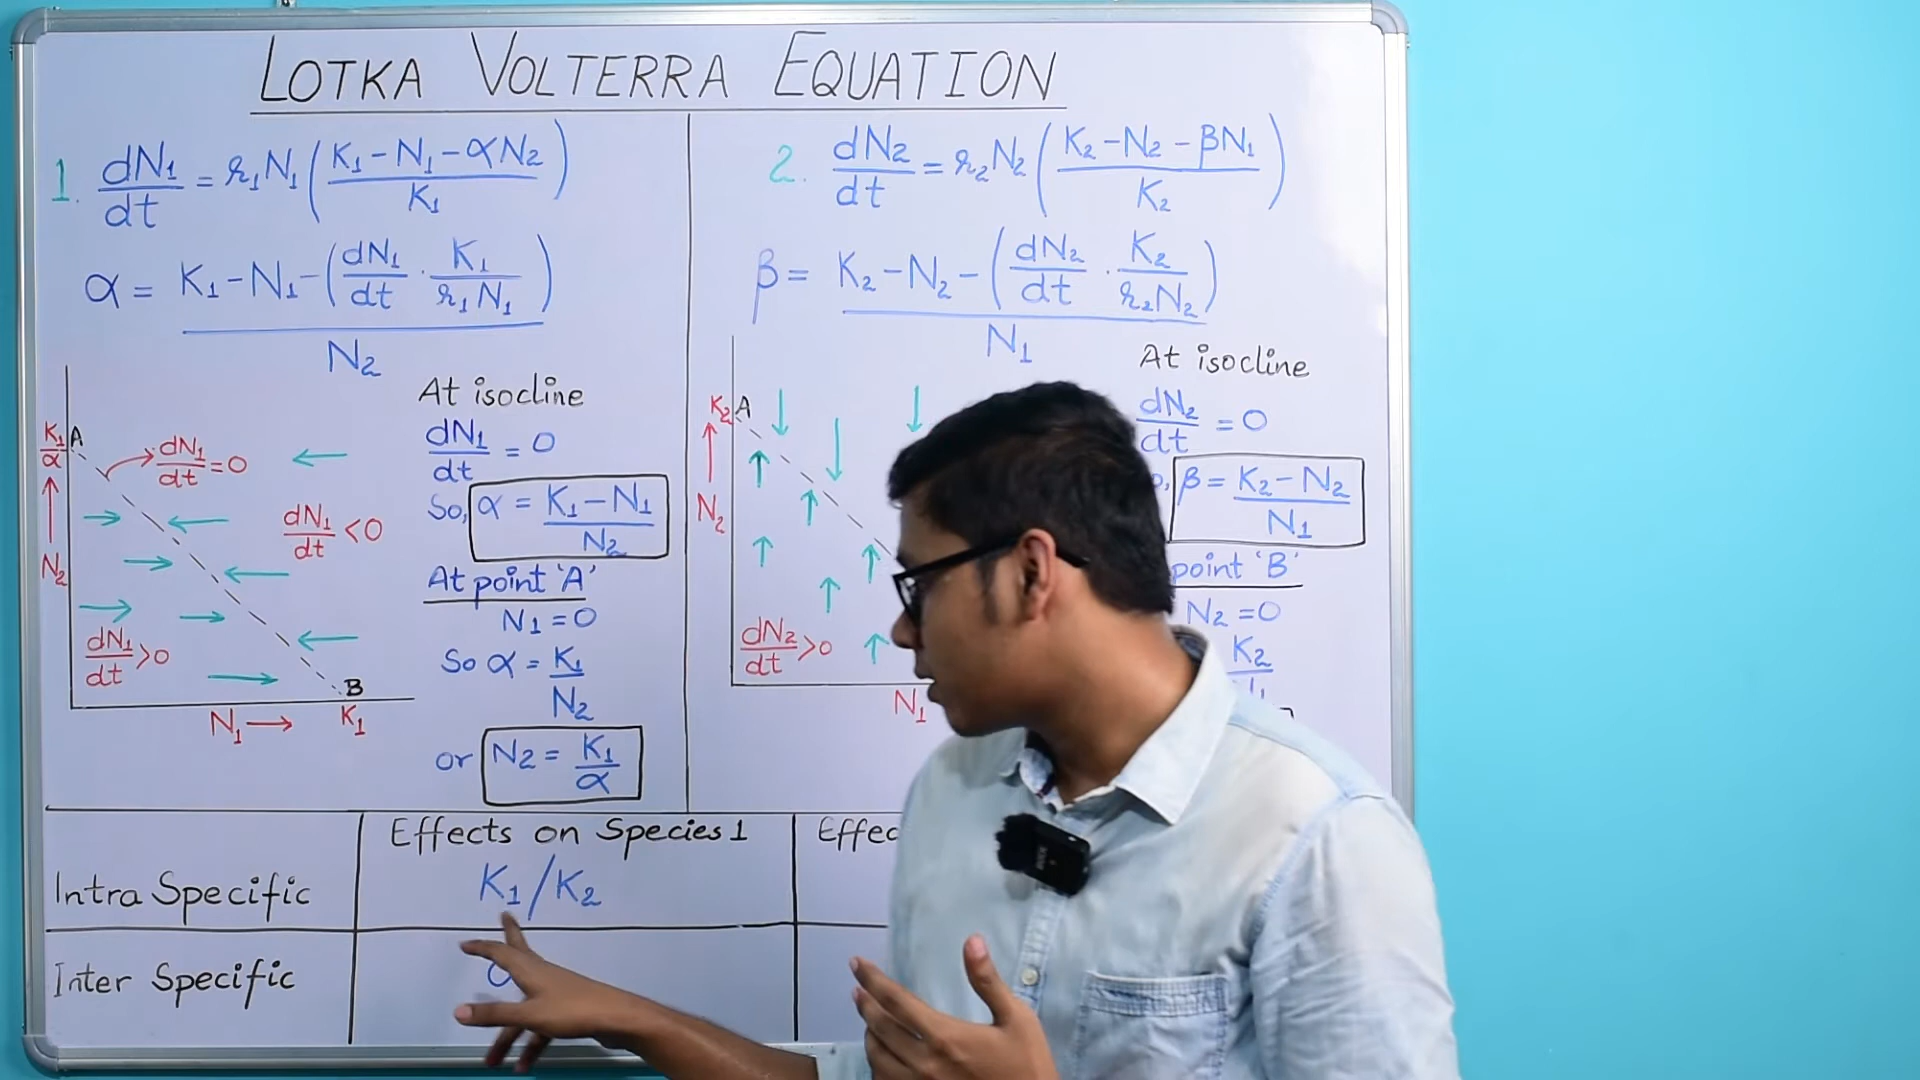 LOTKA VOLTERRA EQUATION
1. dN₁/dt = r₁N₁ ((K₁-N₁-αN₂)/K₁)
α = (K₁-N₁-(dN₁/dt · K₁/r₁N₁))/N₂
K₁/α
A
dN₁/dt = 0
dN₁/dt < 0
N₂
dN₁/dt > 0
B
N₁ →
K₁
At isocline
dN₁/dt = 0
So, α = (K₁-N₁)/N₂
At point 'A'
N₁ = 0
So α = K₁/N₂
or N₂ = K₁/α
2. dN₂/dt = r₂N₂ ((K₂-N₂-βN₁)/K₂)
β = (K₂-N₂-(dN₂/dt · K₂/r₂N₂))/N₁
K₂
A
N₂
dN₂/dt > 0
N₁
At isocline
dN₂/dt = 0
β = (K₂-N₂)/N₁
point 'B'
N₂ = 0
K₂
Effects on Species 1
Intra Specific
K₁/K₂
Inter Specific